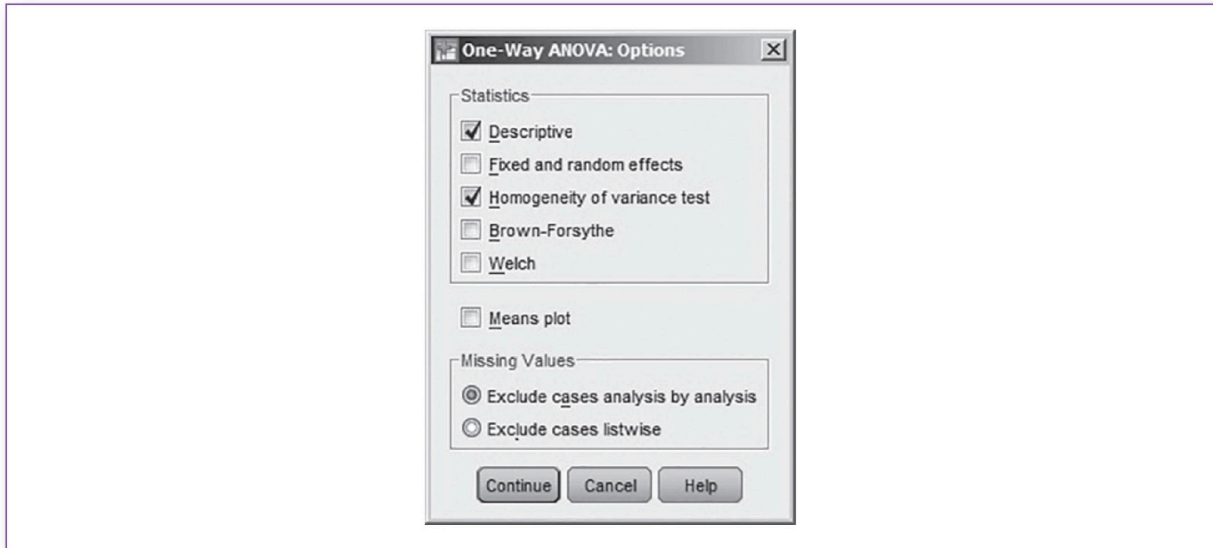 One-Way ANOVA: Options
Statistics
Descriptive
Fixed and random effects
Homogeneity of variance test
Brown-Forsythe
Welch
Means plot
Missing Values
Exclude cases analysis by analysis
Exclude cases listwise
Continue Cancel Help